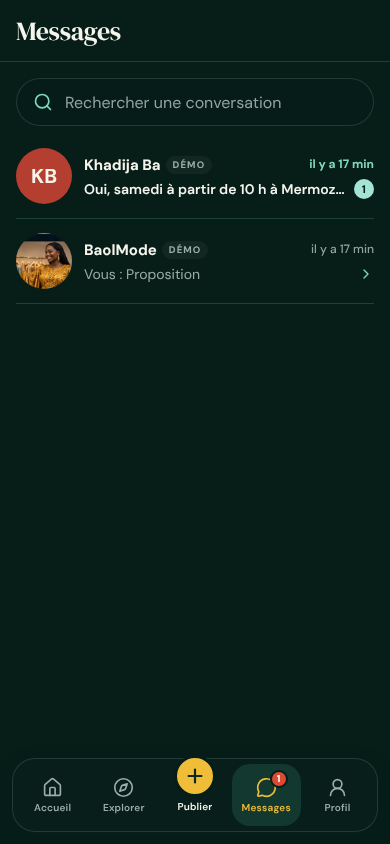 Messages
Rechercher une conversation
KB
Khadija Ba DÉMO il y a 17 min
Oui, samedi à partir de 10 h à Mermoz... 1
BaolMode DÉMO il y a 17 min
Vous : Proposition
1
Accueil Explorer Publier Messages Profil